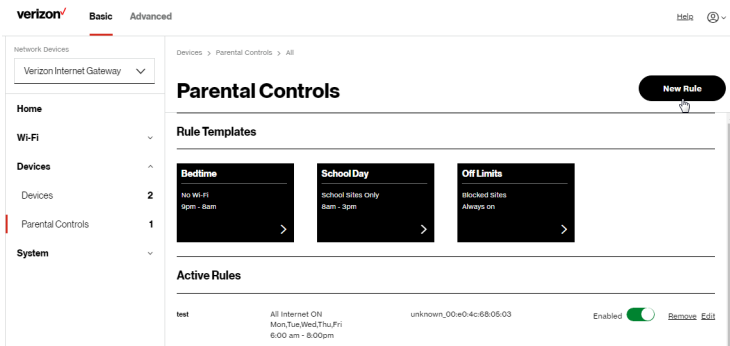 verizon✓ Basic Advanced Help
Network Devices
Verizon Internet Gateway
Home
Wi-Fi
Devices
Devices 2
Parental Controls 1
System
Devices > Parental Controls > All
Parental Controls
New Rule
Rule Templates
Bedtime
No Wi-Fi
9pm - 8am
School Day
School Sites Only
8am - 3pm
Off Limits
Blocked Sites
Always on
Active Rules
test
All Internet ON
Mon,Tue,Wed,Thu,Fri
6:00 am - 8:00pm
unknown_00:e0:4c:68:05:03
Enabled Remove Edit